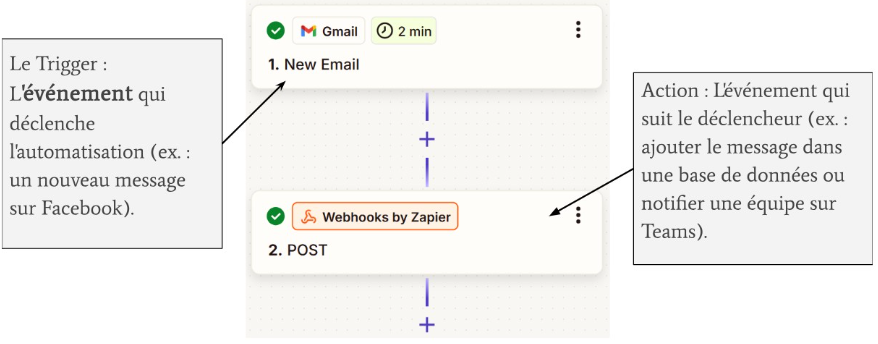 Le Trigger :
L'événement qui
déclenche
l'automatisation (ex. :
un nouveau message
sur Facebook).
Gmail 2 min
1. New Email
Webhooks by Zapier
2. POST
Action : L'événement qui
suit le déclencheur (ex. :
ajouter le message dans
une base de données ou
notifier une équipe sur
Teams).